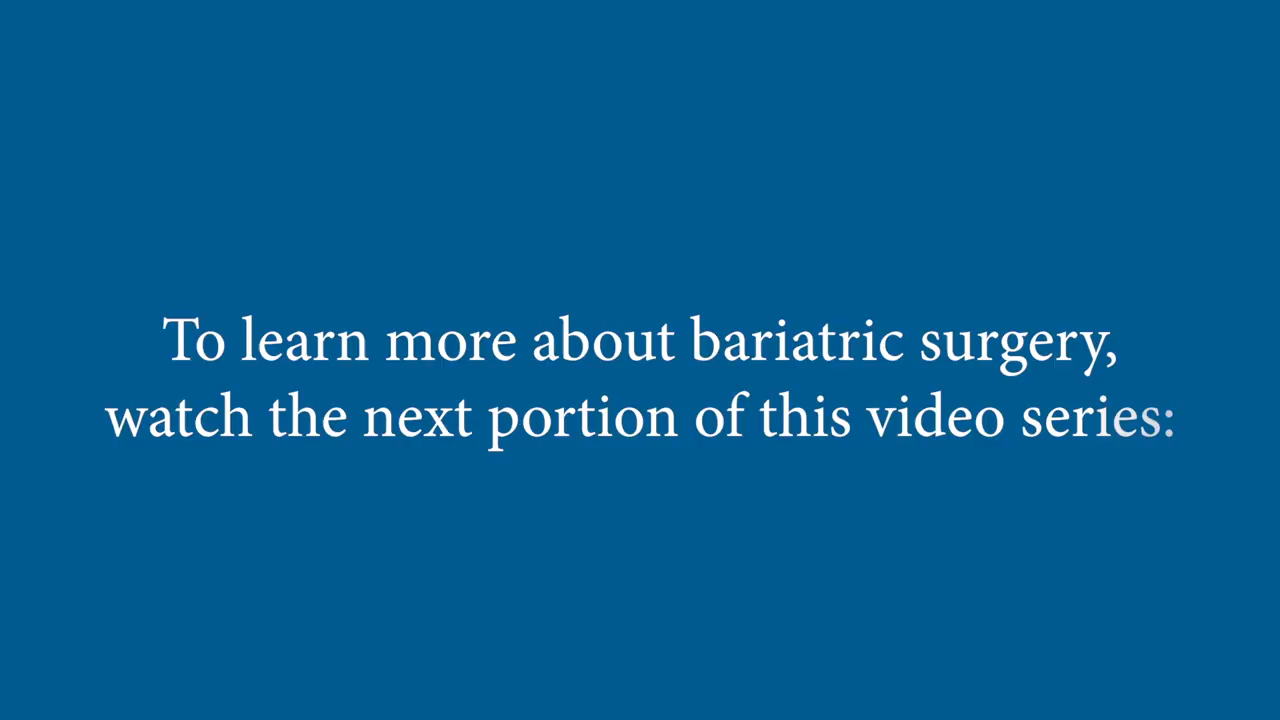 To learn more about bariatric surgery,
watch the next portion of this video series: